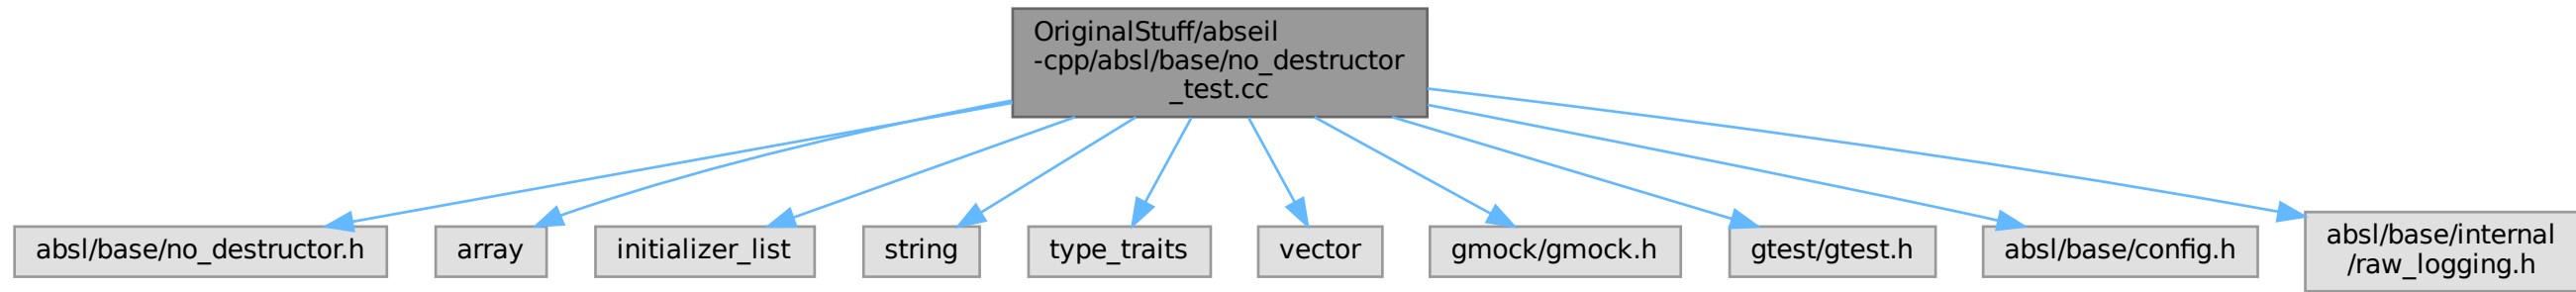 OriginalStuff/abseil
-cpp/absl/base/no_destructor
_test.cc
absl/base/no_destructor.h
array
initializer_list
string
type_traits
vector
gmock/gmock.h
gtest/gtest.h
absl/base/config.h
absl/base/internal
/raw_logging.h